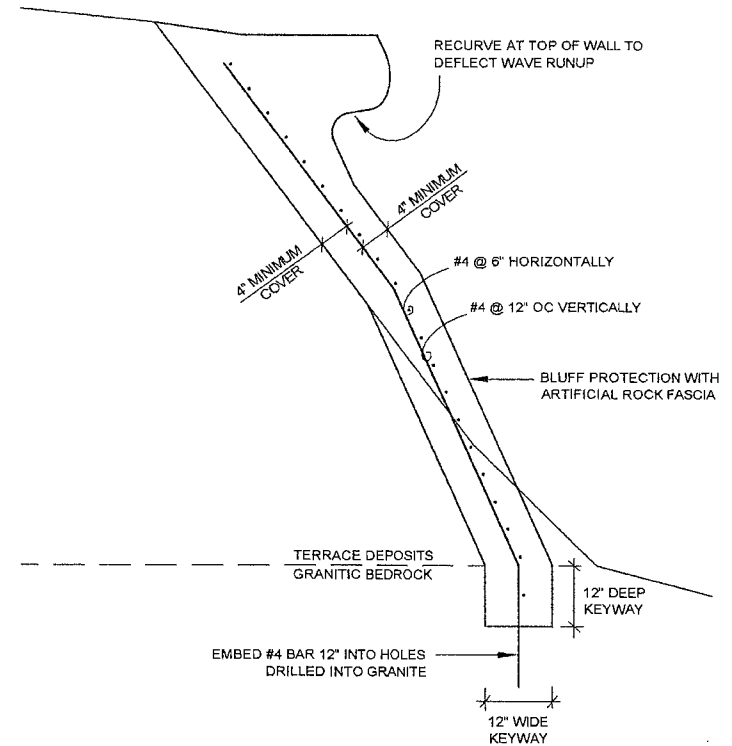 RECURVE AT TOP OF WALL TO
DEFLECT WAVE RUNUP
4" MINIMUM
COVER
4" MINIMUM
COVER
#4 @ 6" HORIZONTALLY
#4 @ 12" OC VERTICALLY
BLUFF PROTECTION WITH
ARTIFICIAL ROCK FASCIA
TERRACE DEPOSITS
GRANITIC BEDROCK
12" DEEP
KEYWAY
EMBED #4 BAR 12" INTO HOLES
DRILLED INTO GRANITE
12" WIDE
KEYWAY